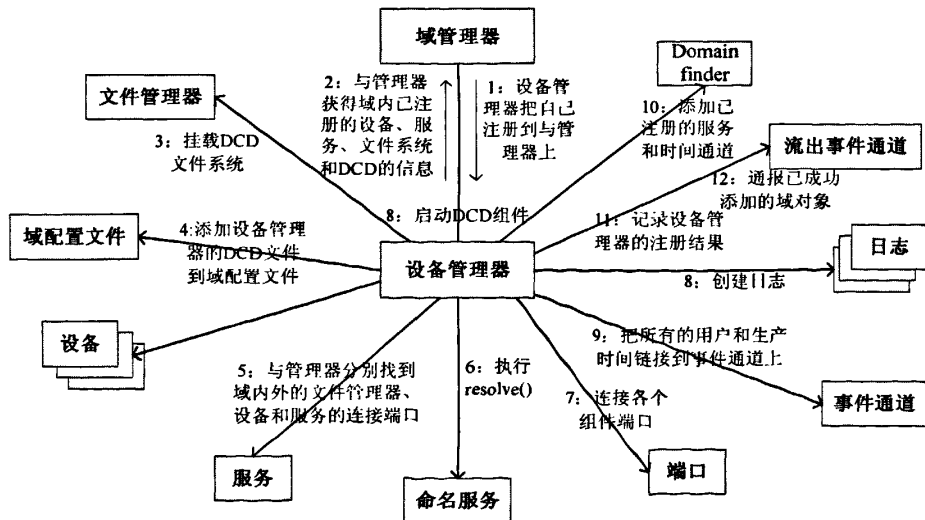 域管理器
Domain
finder
文件管理器
2：与管理器
获得域内已注
册的设备、服
务、文件系统
和DCD的信息
1：设备管
理器把自己
注册到与管
理器上
10：添加已
注册的服务
和时间通道
3：挂载DCD
文件系统
流出事件通道
12：通报已成功
添加的域对象
8：启动DCD组件
11：记录设备管
理器的注册结果
域配置文件
4:添加设备管理
器的DCD文件
到域配置文件
设备管理器
日志
8：创建日志
设备
9：把所有的用户和生产
时间链接到事件通道上
5：与管理器分别找到
域内外的文件管理器、
设备和服务的连接端口
6：执行
resolve()
7：连接各个
组件端口
事件通道
服务
端口
命名服务